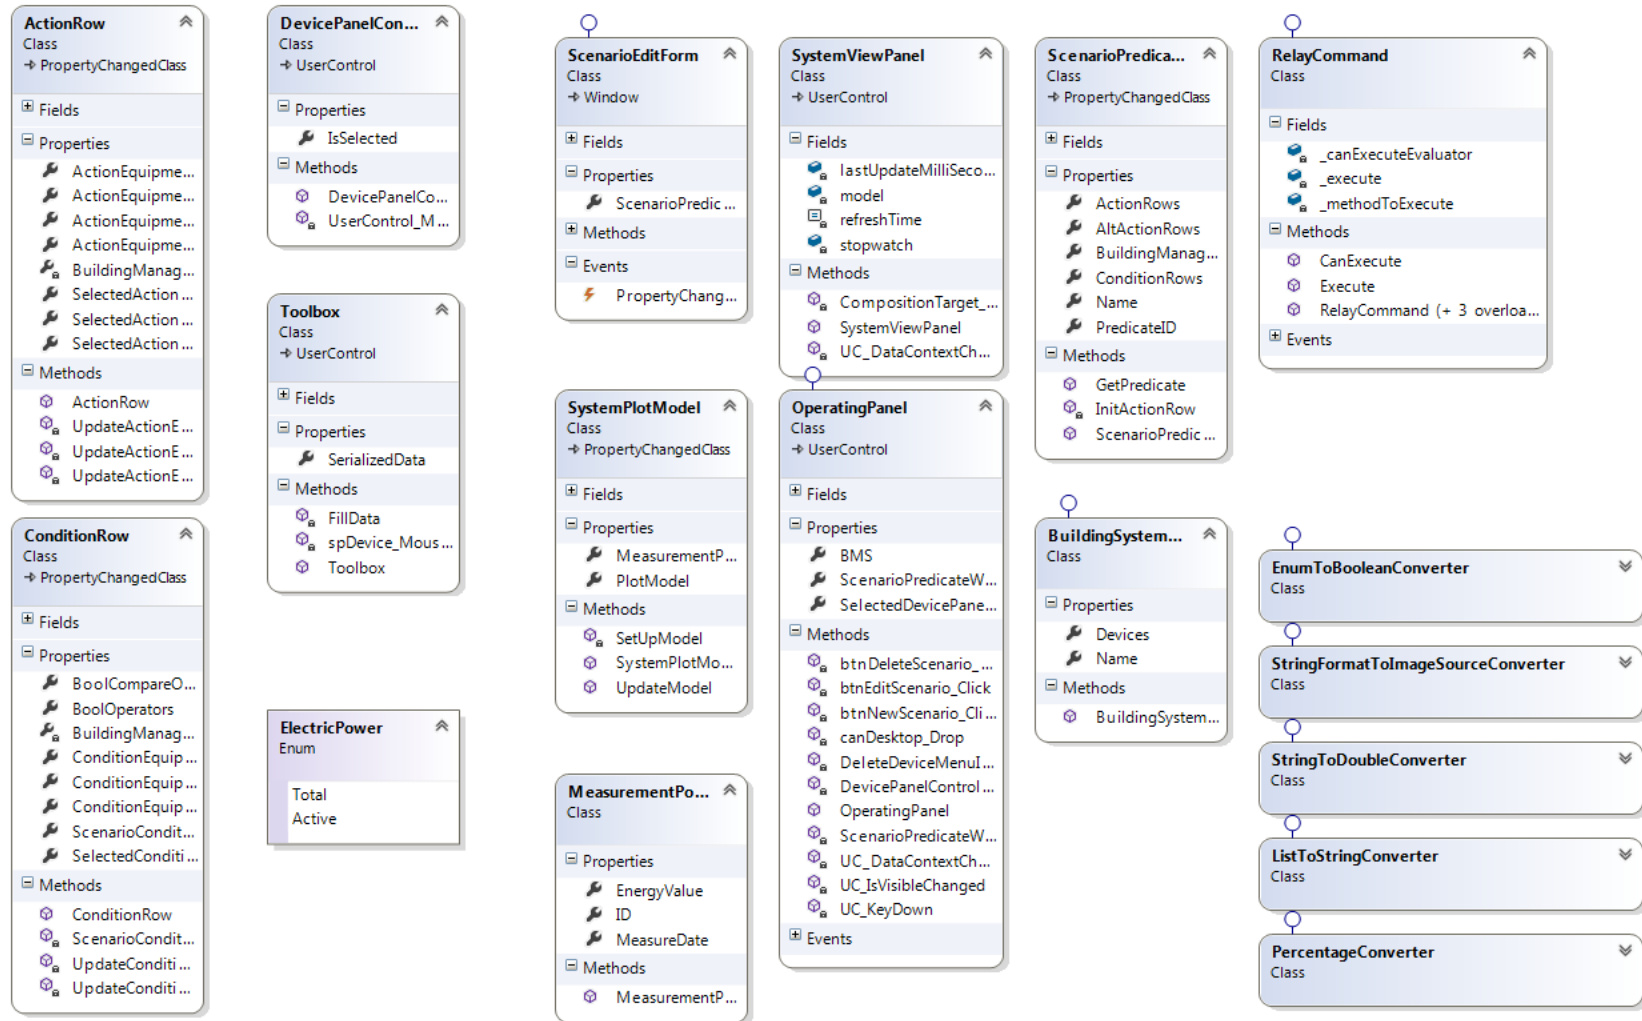 ActionRow
Class
PropertyChangedClass
Fields
Properties
ActionEquipme...
ActionEquipme...
ActionEquipme...
ActionEquipme...
BuildingManag...
SelectedAction ...
SelectedAction ...
SelectedAction ...
Methods
ActionRow
UpdateActionE ...
UpdateActionE ...
UpdateActionE ...
ConditionRow
Class
PropertyChangedClass
Fields
Properties
BoolCompareO...
BoolOperators
BuildingManag...
ConditionEquip ...
ConditionEquip ...
ConditionEquip ...
ScenarioCondit...
SelectedConditi ...
Methods
ConditionRow
ScenarioCondit...
UpdateConditi ...
UpdateConditi ...
DevicePanelCon...
Class
UserControl
Properties
IsSelected
Methods
DevicePanelCo...
UserControl_M ...
Toolbox
Class
UserControl
Fields
Properties
SerializedData
Methods
FillData
spDevice_Mous ...
Toolbox
ElectricPower
Enum
Total
Active
ScenarioEditForm
Class
Window
Fields
Properties
ScenarioPredic ...
Methods
Events
PropertyChang...
SystemPlotModel
Class
PropertyChangedClass
Fields
Properties
MeasurementP...
PlotModel
Methods
SetUpModel
SystemPlotMo...
UpdateModel
MeasurementPo...
Class
Properties
EnergyValue
ID
MeasureDate
Methods
MeasurementP...
SystemViewPanel
Class
UserControl
Fields
lastUpdateMilliSeco...
model
refreshTime
stopwatch
Methods
CompositionTarget_...
SystemViewPanel
UC_DataContextCh...
OperatingPanel
Class
UserControl
Fields
Properties
BMS
ScenarioPredicateW...
SelectedDevicePane...
Methods
btnDeleteScenario_ ...
btnEditScenario_Click
btnNewScenario_Cli ...
canDesktop_Drop
DeleteDeviceMenuI...
DevicePanelControl ...
OperatingPanel
ScenarioPredicateW...
UC_DataContextCh...
UC_IsVisibleChanged
UC_KeyDown
Events
ScenarioPredica...
Class
PropertyChangedClass
Fields
Properties
ActionRows
AltActionRows
BuildingManag...
ConditionRows
Name
PredicateID
Methods
GetPredicate
InitActionRow
ScenarioPredic ...
BuildingSystem...
Class
Properties
Devices
Name
Methods
BuildingSystem...
RelayCommand
Class
Fields
_canExecuteEvaluator
_execute
_methodToExecute
Methods
CanExecute
Execute
RelayCommand (+ 3 overloa...
Events
EnumToBooleanConverter
Class
StringFormatToImageSourceConverter
Class
StringToDoubleConverter
Class
ListToStringConverter
Class
PercentageConverter
Class